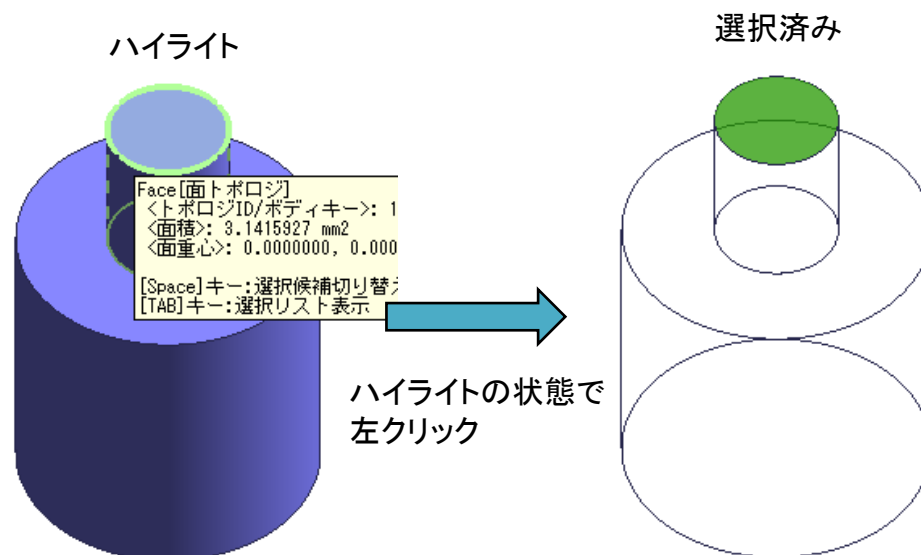 ハイライト
選択済み
Face[面トポロジ]
<トポロジID/ボディキー>: 1
<面積>: 3.1415927 mm2
<面重心>: 0.0000000, 0.000
[Space]キー:選択候補切り替え
[TAB]キー:選択リスト表示
ハイライトの状態で
左クリック